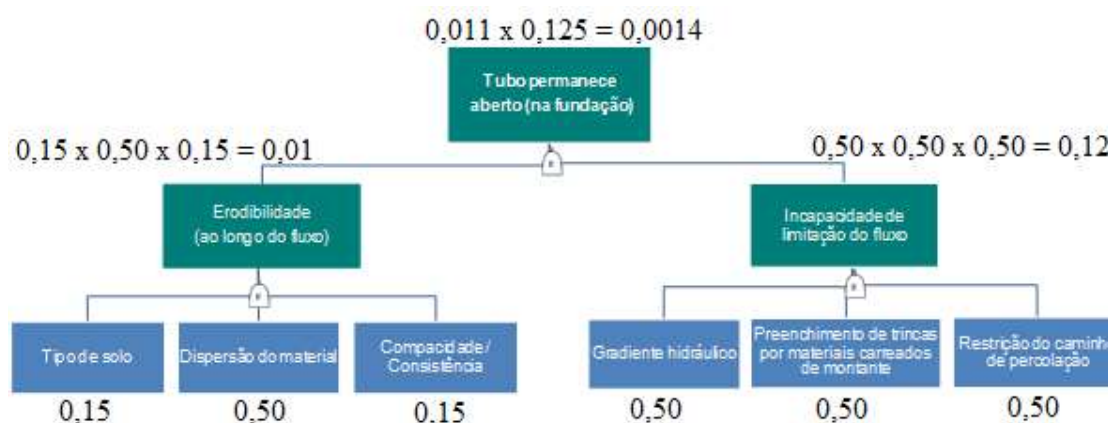 0,011 x 0,125 = 0,0014
Tubo permanece
aberto (na fundação)
0,15 x 0,50 x 0,15 = 0,01
0,50 x 0,50 x 0,50 = 0,12
e
Erodibilidade
(ao longo do fluxo)
Incapacidade de
limitação do fluxo
e
e
Tipo de solo
Dispersão do material
Compacidade /
Consistência
Gradiente hidráulico
Preenchimento de trincas
por materiais carreados
de montante
Restrição do caminho
de percolação
0,15
0,50
0,15
0,50
0,50
0,50